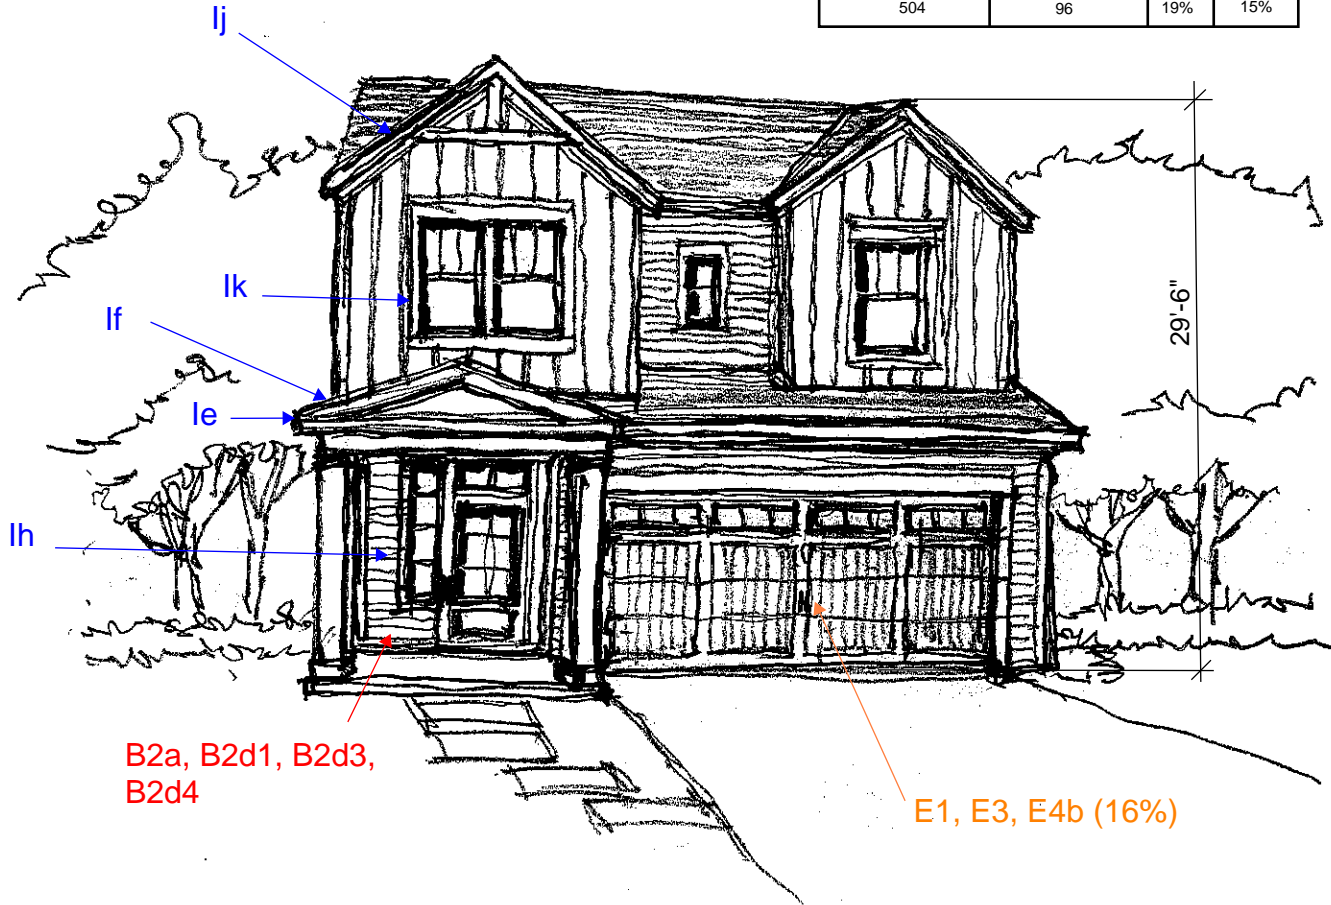 Ij
504 96 19% 15%
Ik
29'-6"
If
Ie
Ih
B2a, B2d1, B2d3,
B2d4
E1, E3, E4b (16%)